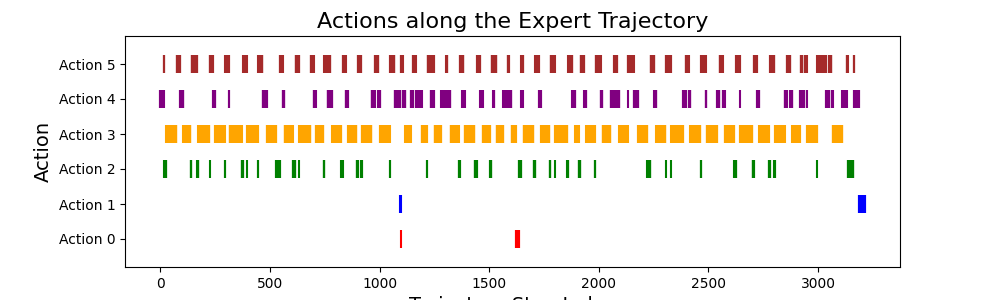 Actions along the Expert Trajectory
Action
Action 5
Action 4
Action 3
Action 2
Action 1
Action 0
0 500 1000 1500 2000 2500 3000